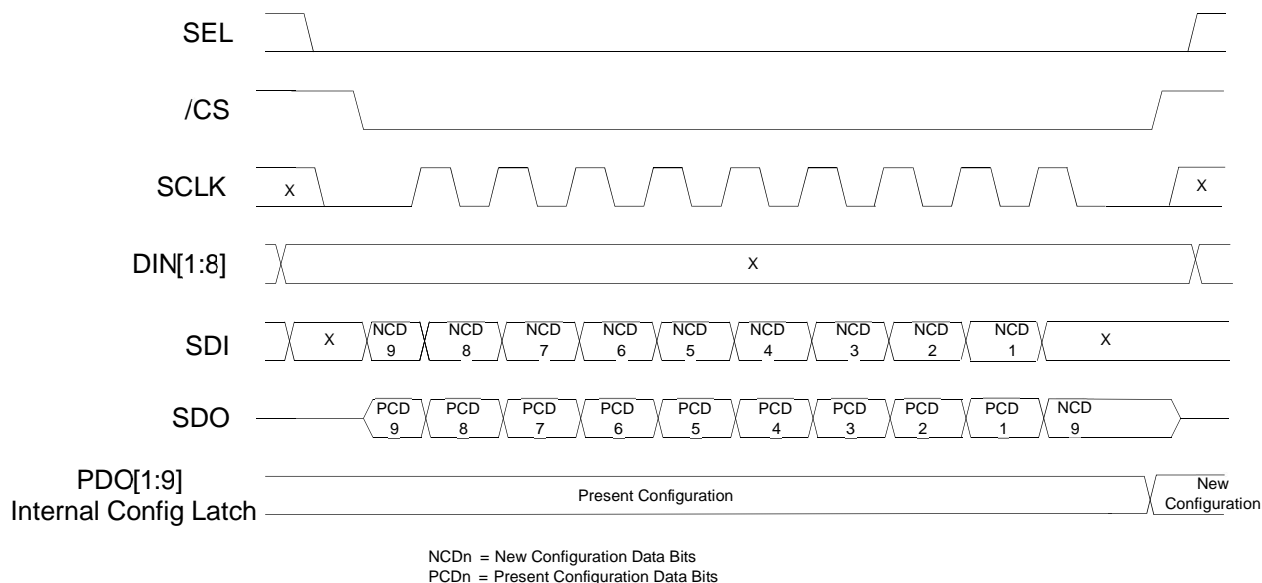 SEL
/CS
SCLK
X
X
DIN[1:8]
X
SDI
X
NCD
9
NCD
8
NCD
7
NCD
6
NCD
5
NCD
4
NCD
3
NCD
2
NCD
1
X
SDO
PCD
9
PCD
8
PCD
7
PCD
6
PCD
5
PCD
4
PCD
3
PCD
2
PCD
1
NCD
9
PDO[1:9]
Internal Config Latch
Present Configuration
New
Configuration
NCDn = New Configuration Data Bits
PCDn = Present Configuration Data Bits